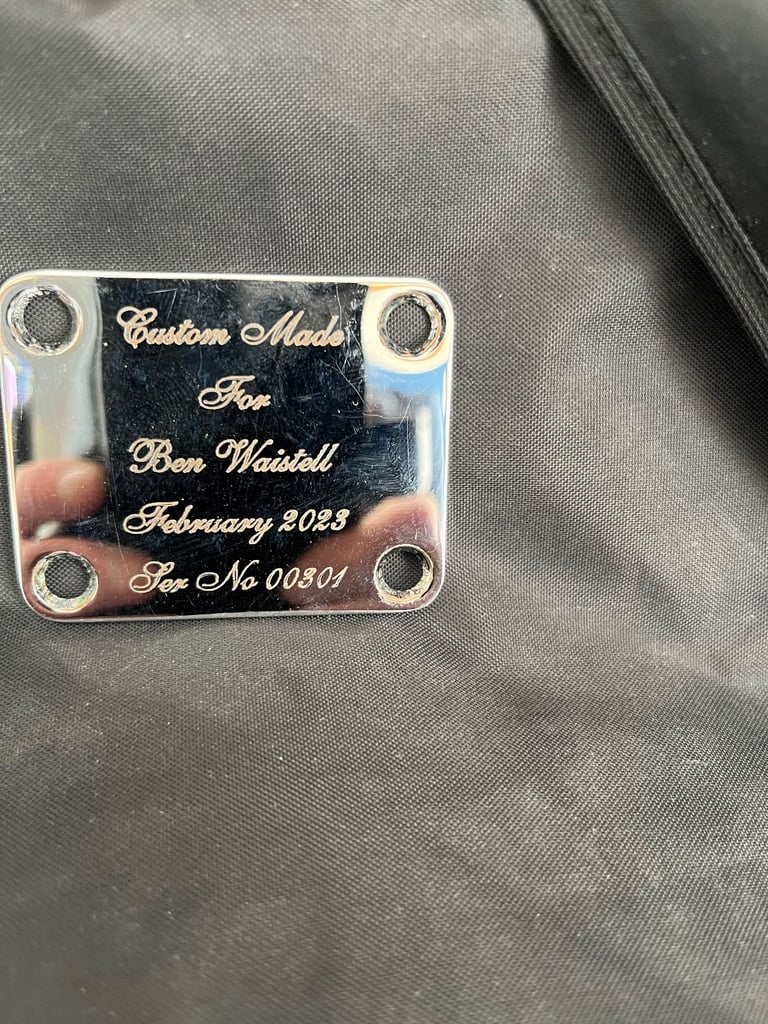 Custom Made
For
Ben Waistell
February 2023
Ser No 00301